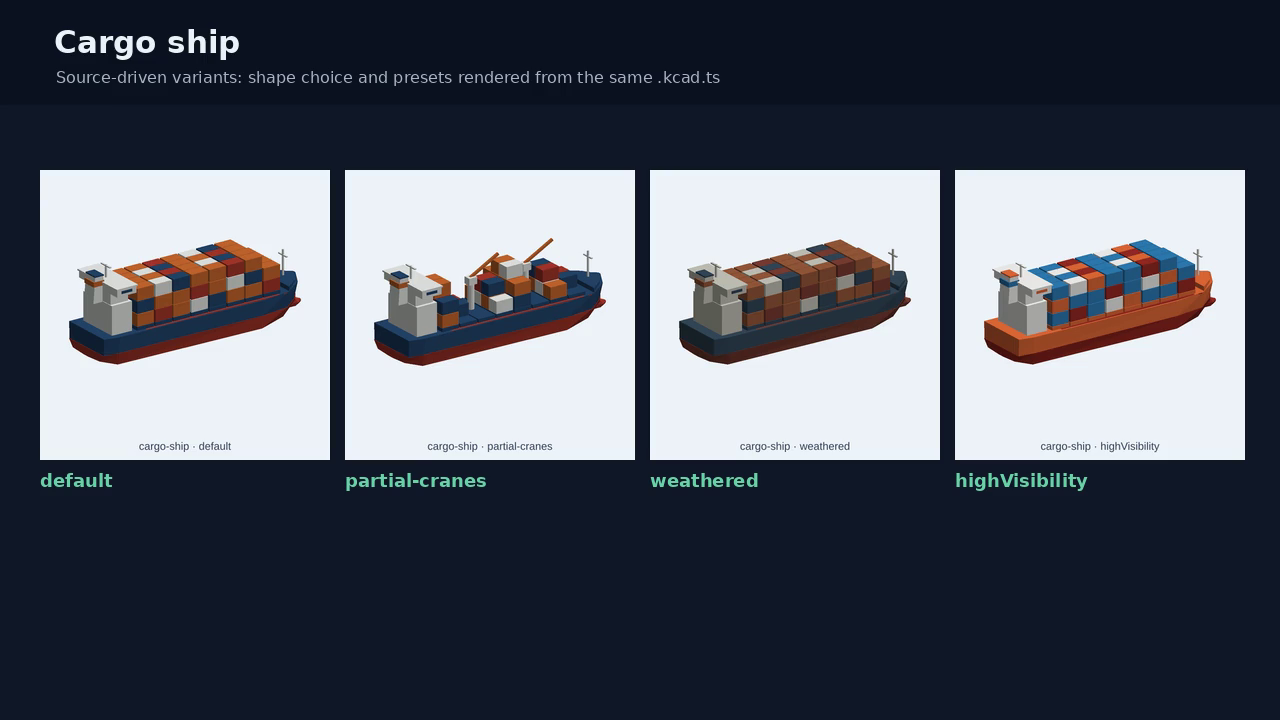 Cargo ship
Source-driven variants: shape choice and presets rendered from the same .kcad.ts
cargo-ship · default
cargo-ship · partial-cranes
cargo-ship · weathered
cargo-ship · highVisibility
default
partial-cranes
weathered
highVisibility